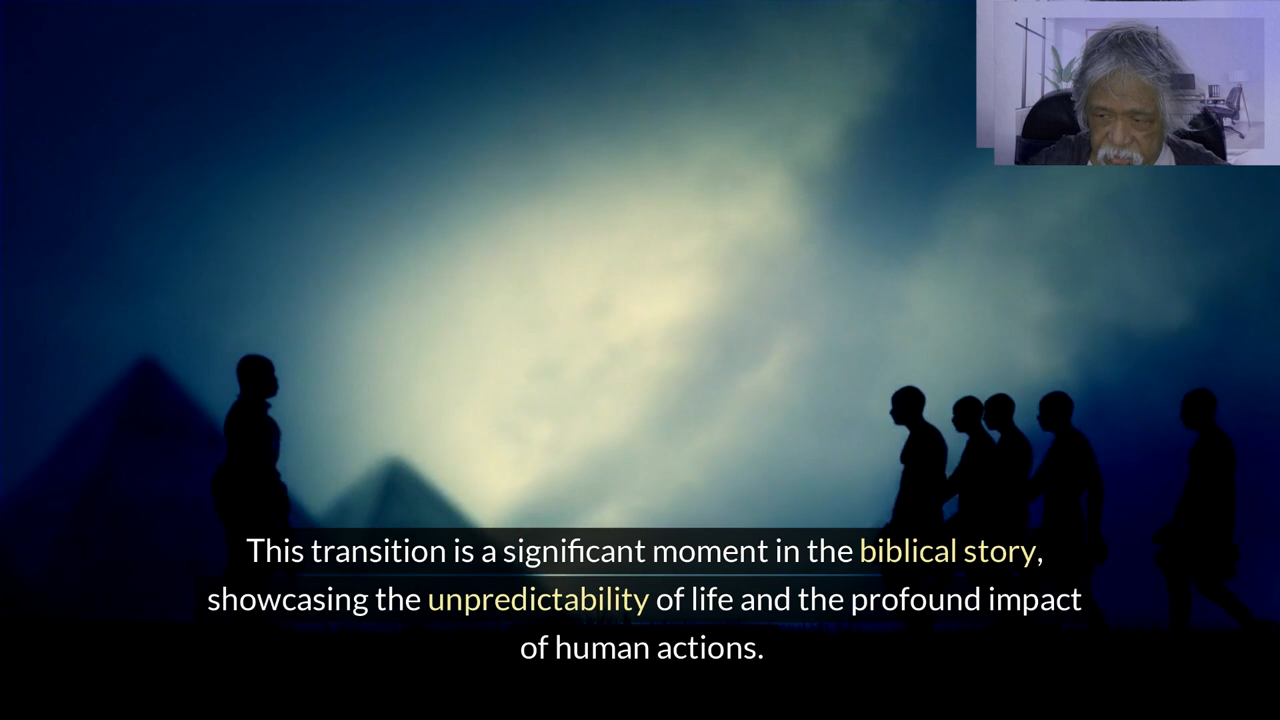 This transition is a significant moment in the biblical story,
showcasing the unpredictability of life and the profound impact
of human actions.